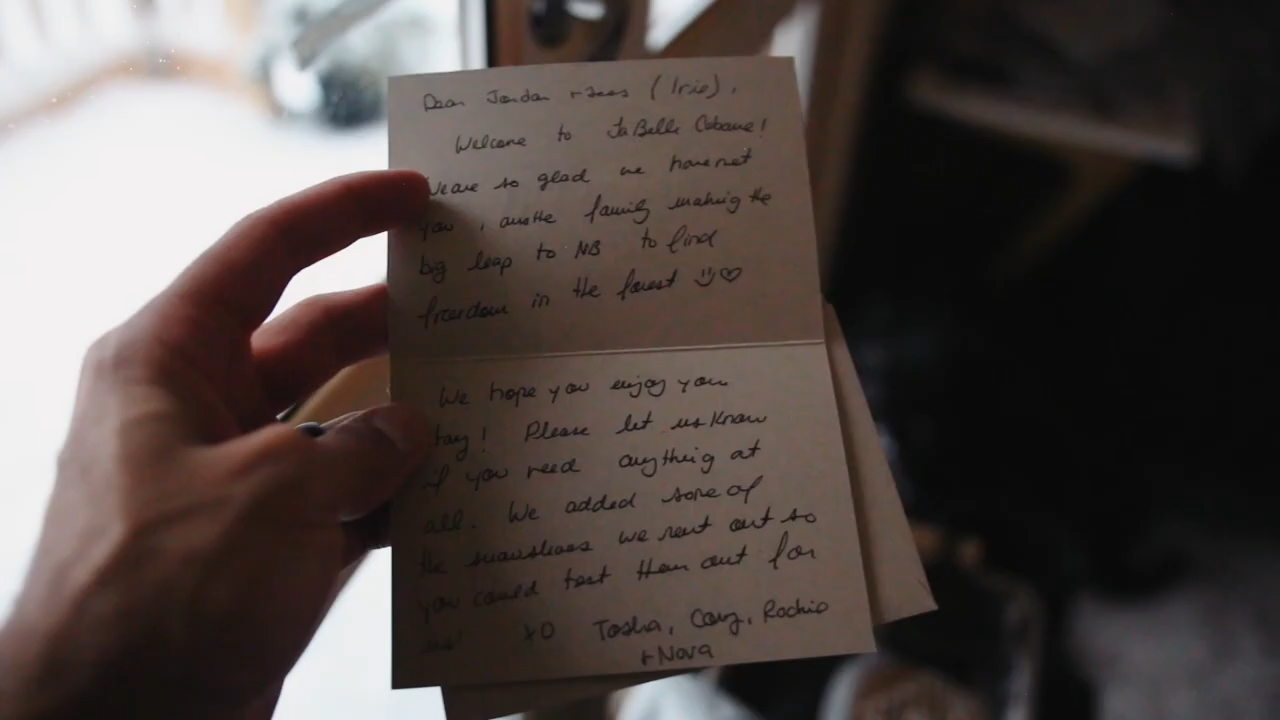 Dear Jordan + Jess (Irie),
Welcome to La Belle Cabane!
We are so glad we have met
you, another family making the
big leap to NB to find
freedom in the forest
We hope you enjoy your
stay! Please let us know
if you need anything at
all. We added some of
the snowshoes we rent out so
you could test them out for
us! XO Tasha, Cory,
+ Nova